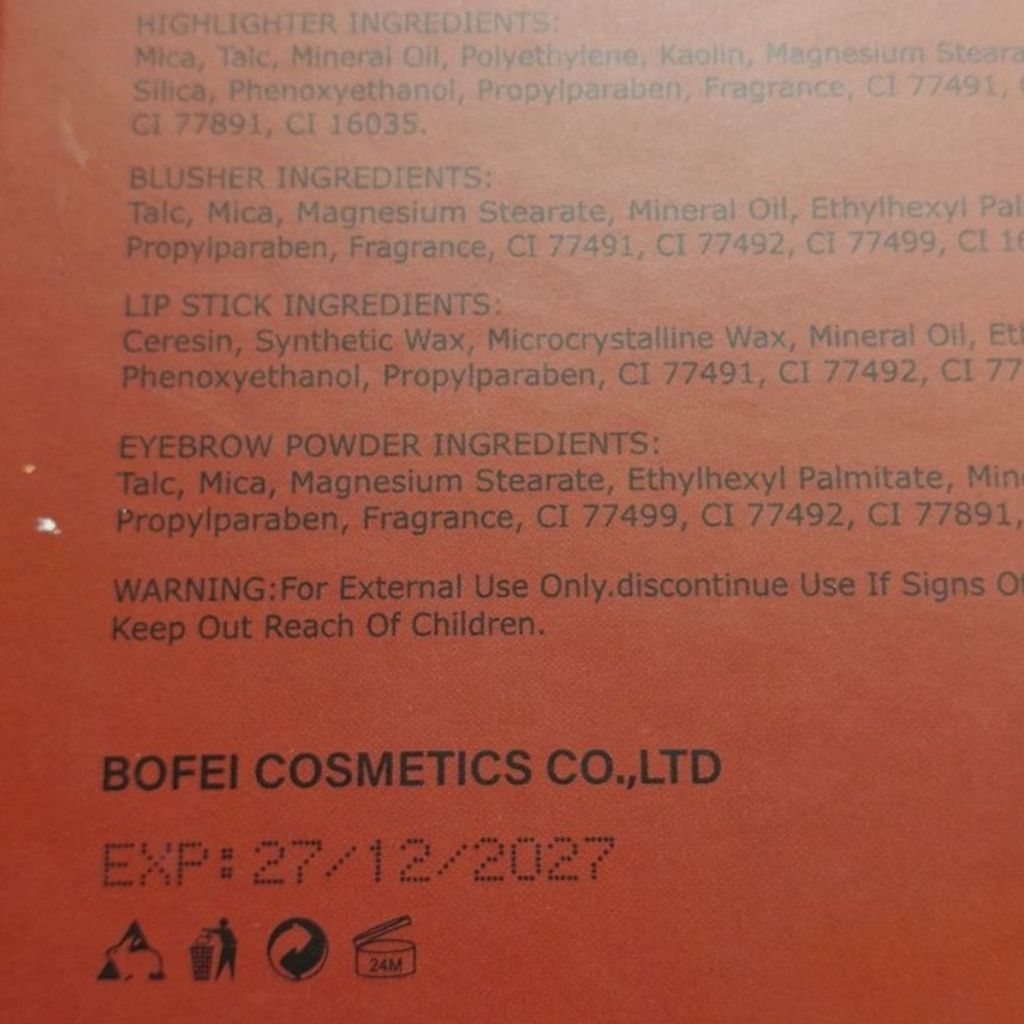 HIGHLIGHTER INGREDIENTS:
Mica, Talc, Mineral Oil, Polyethylene, Kaolin, Magnesium Steara
Silica, Phenoxyethanol, Propylparaben, Fragrance, CI 77491,
CI 77891, CI 16035.
BLUSHER INGREDIENTS:
Talc, Mica, Magnesium Stearate, Mineral Oil, Ethylhexyl Pal
Propylparaben, Fragrance, CI 77491, CI 77492, CI 77499, CI 16
LIP STICK INGREDIENTS:
Ceresin, Synthetic Wax, Microcrystalline Wax, Mineral Oil, Eth
Phenoxyethanol, Propylparaben, CI 77491, CI 77492, CI 77
EYEBROW POWDER INGREDIENTS:
Talc, Mica, Magnesium Stearate, Ethylhexyl Palmitate, Min
Propylparaben, Fragrance, CI 77499, CI 77492, CI 77891,
WARNING:For External Use Only.discontinue Use If Signs O
Keep Out Reach Of Children.
BOFEI COSMETICS CO.,LTD
EXP:27/12/2027
24M